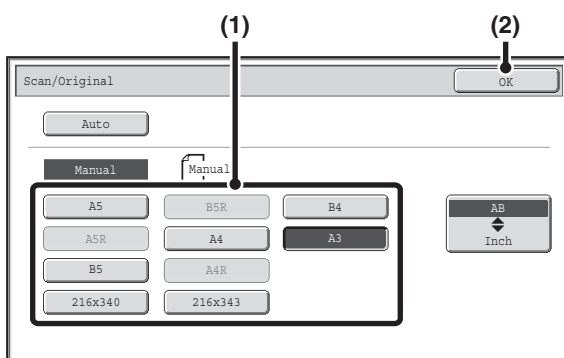 (1) (2)
Scan/Original OK
Auto
Manual Manual
A5 B5R B4 AB
A5R A4 A3 Inch
B5 A4R
216x340 216x343